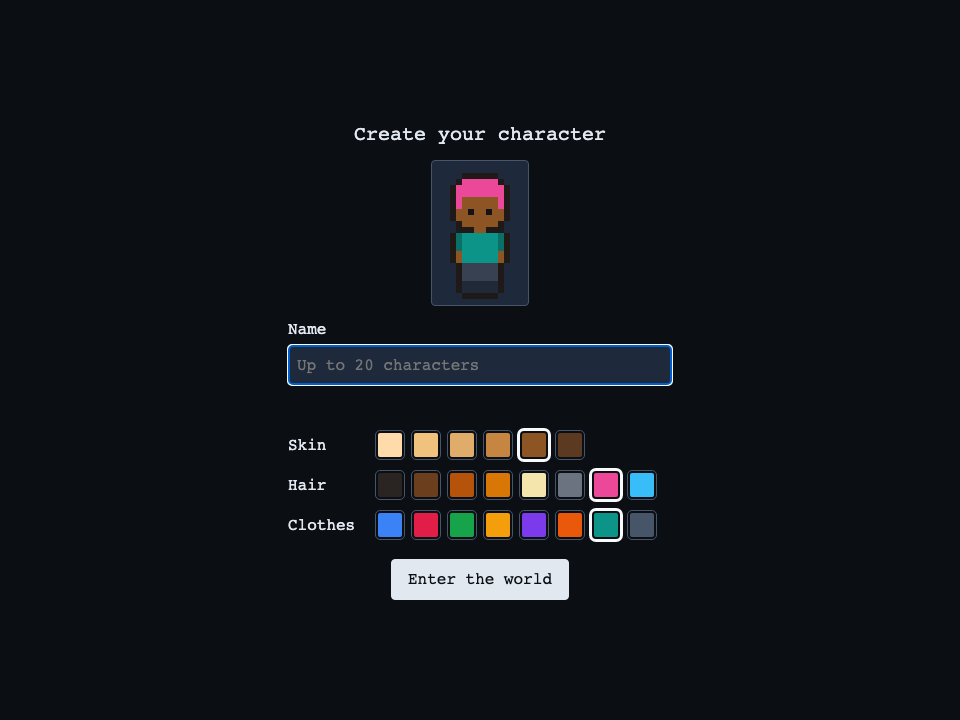 Create your character
Name
Up to 20 characters
Skin
Hair
Clothes
Enter the world